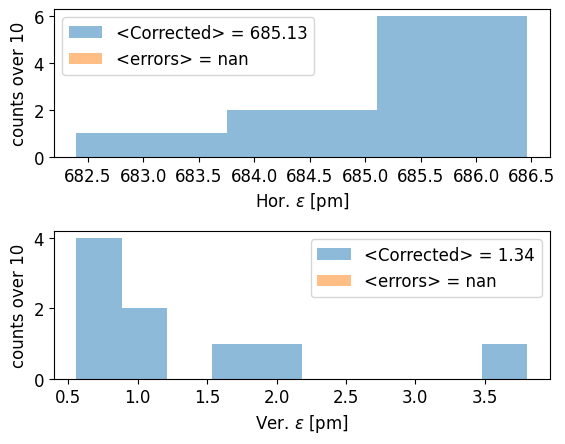 counts over 10
6
4
2
0
<Corrected> = 685.13
<errors> = nan
682.5 683.0 683.5 684.0 684.5 685.0 685.5 686.0 686.5
Hor. ε [pm]
counts over 10
4
2
0
<Corrected> = 1.34
<errors> = nan
0.5 1.0 1.5 2.0 2.5 3.0 3.5
Ver. ε [pm]